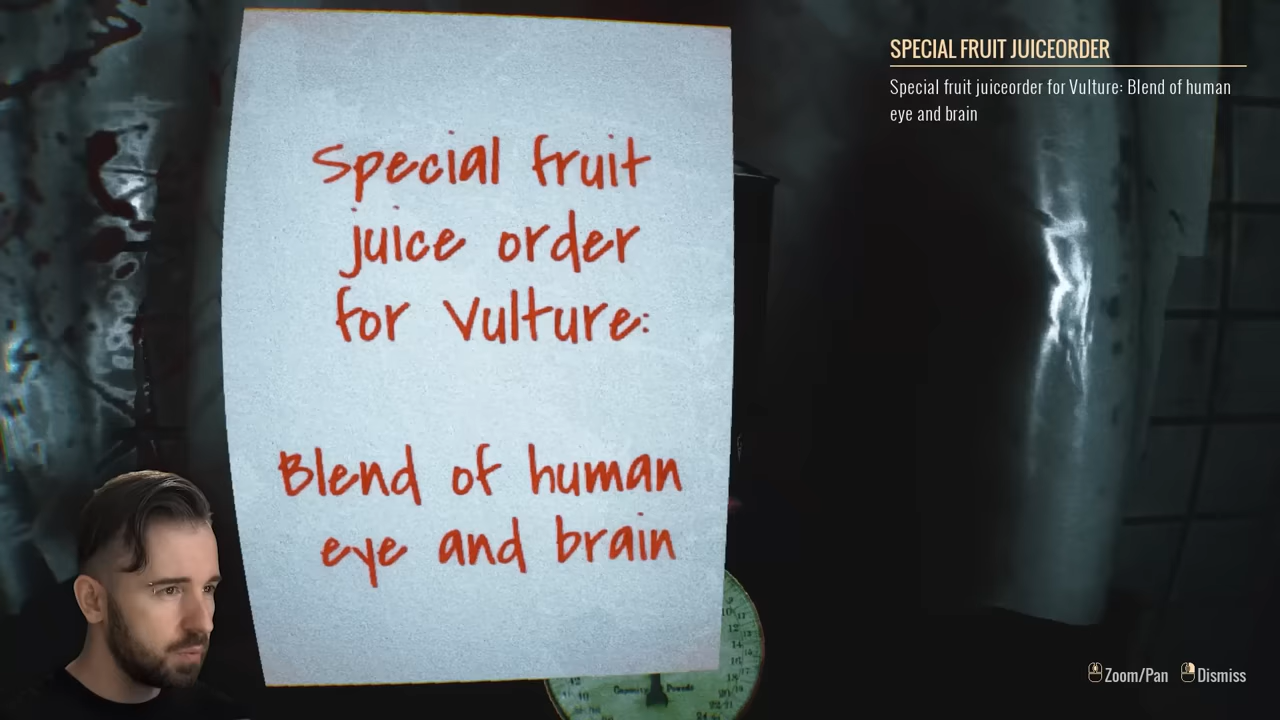 Special fruit
juice order
for Vulture:
Blend of human
eye and brain
SPECIAL FRUIT JUICEORDER
Special fruit juiceorder for Vulture: Blend of human
eye and brain
Zoom/Pan Dismiss